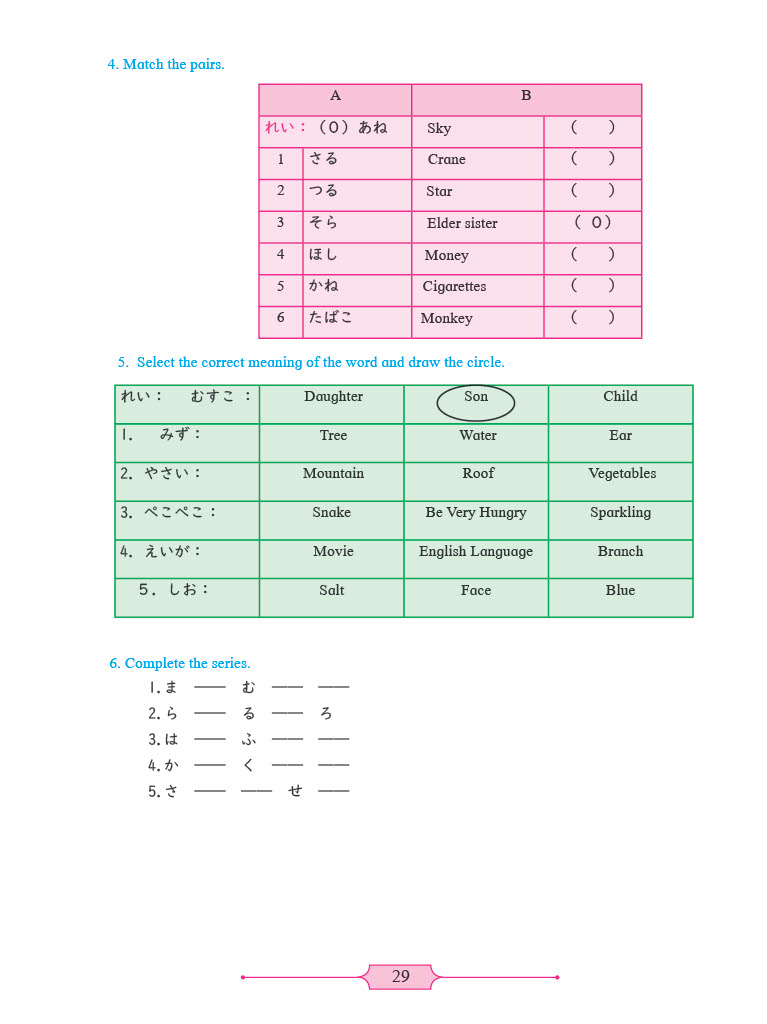 4. Match the pairs.
A B
れい：（０）あね Sky （ ）
1 さる Crane （ ）
2 つる Star （ ）
3 そら Elder sister （ ０）
4 ほし Money （ ）
5 かね Cigarettes （ ）
6 たばこ Monkey （ ）
5. Select the correct meaning of the word and draw the circle.
れい： むすこ ： Daughter Son Child
1. みず： Tree Water Ear
2. やさい： Mountain Roof Vegetables
3. ぺこぺこ： Snake Be Very Hungry Sparkling
4. えいが： Movie English Language Branch
５. しお： Salt Face Blue
6. Complete the series.
1. ま ―― む ―― ――
2. ら ―― る ―― ろ
3. は ―― ふ ―― ――
4. か ―― く ―― ――
5. さ ―― ―― せ ――
29